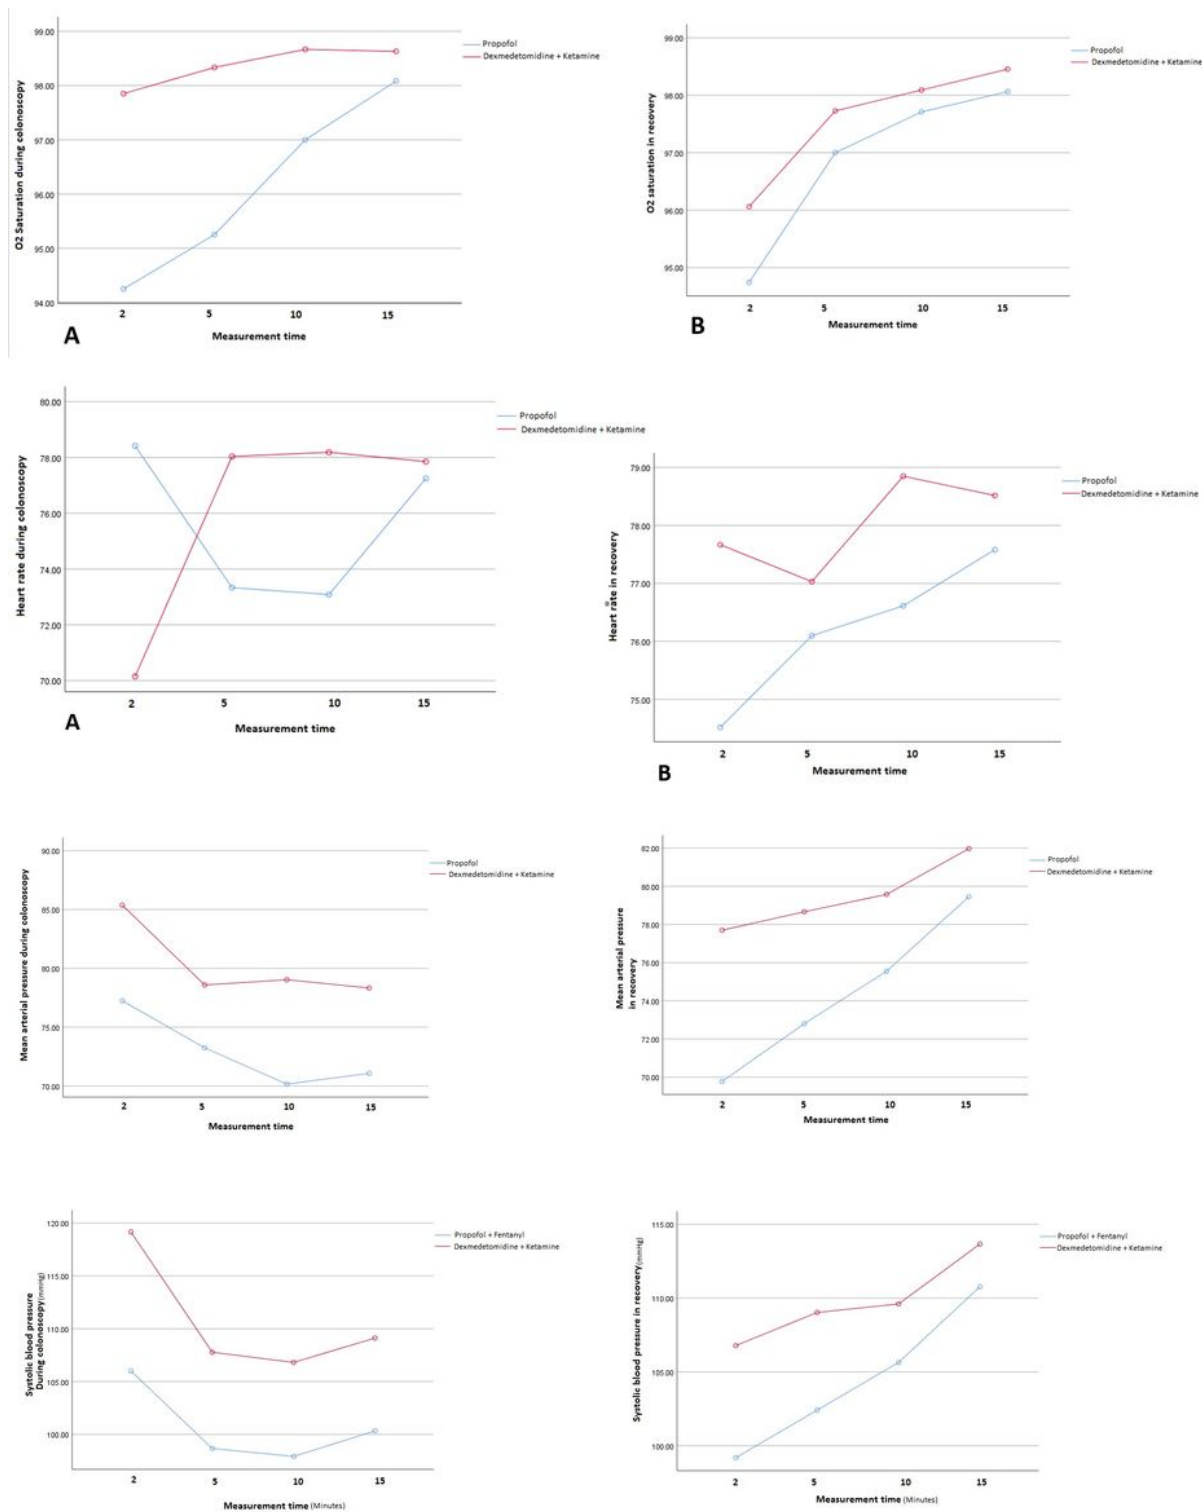 99.00
98.00
97.00
96.00
95.00
94.00
O2 Saturation during colonoscopy
Propofol
Dexmedetomidine + Ketamine
2 5 10 15
Measurement time
A
99.00
98.00
97.00
96.00
95.00
O2 saturation in recovery
Propofol
Dexmedetomidine + Ketamine
2 5 10 15
Measurement time
B
80.00
78.00
76.00
74.00
72.00
70.00
Heart rate during colonoscopy
Propofol
Dexmedetomidine + Ketamine
2 5 10 15
Measurement time
A
79.00
78.00
77.00
76.00
75.00
Heart rate in recovery
Propofol
Dexmedetomidine + Ketamine
2 5 10 15
Measurement time
B
90.00
85.00
80.00
75.00
70.00
Mean arterial pressure during colonoscopy
Propofol
Dexmedetomidine + Ketamine
2 5 10 15
Measurement time
82.00
80.00
78.00
76.00
74.00
72.00
70.00
Mean arterial pressure
in recovery
Propofol
Dexmedetomidine + Ketamine
2 5 10 15
Measurement time
120.00
115.00
110.00
105.00
100.00
Systolic blood pressure
During colonoscopy(mmHg)
Propofol + Fentanyl
Dexmedetomidine + Ketamine
2 5 10 15
Measurement time (Minutes)
115.00
110.00
105.00
100.00
Systolic blood pressure in recovery(mmHg)
Propofol + Fentanyl
Dexmedetomidine + Ketamine
2 5 10 15
Measurement time (Minutes)